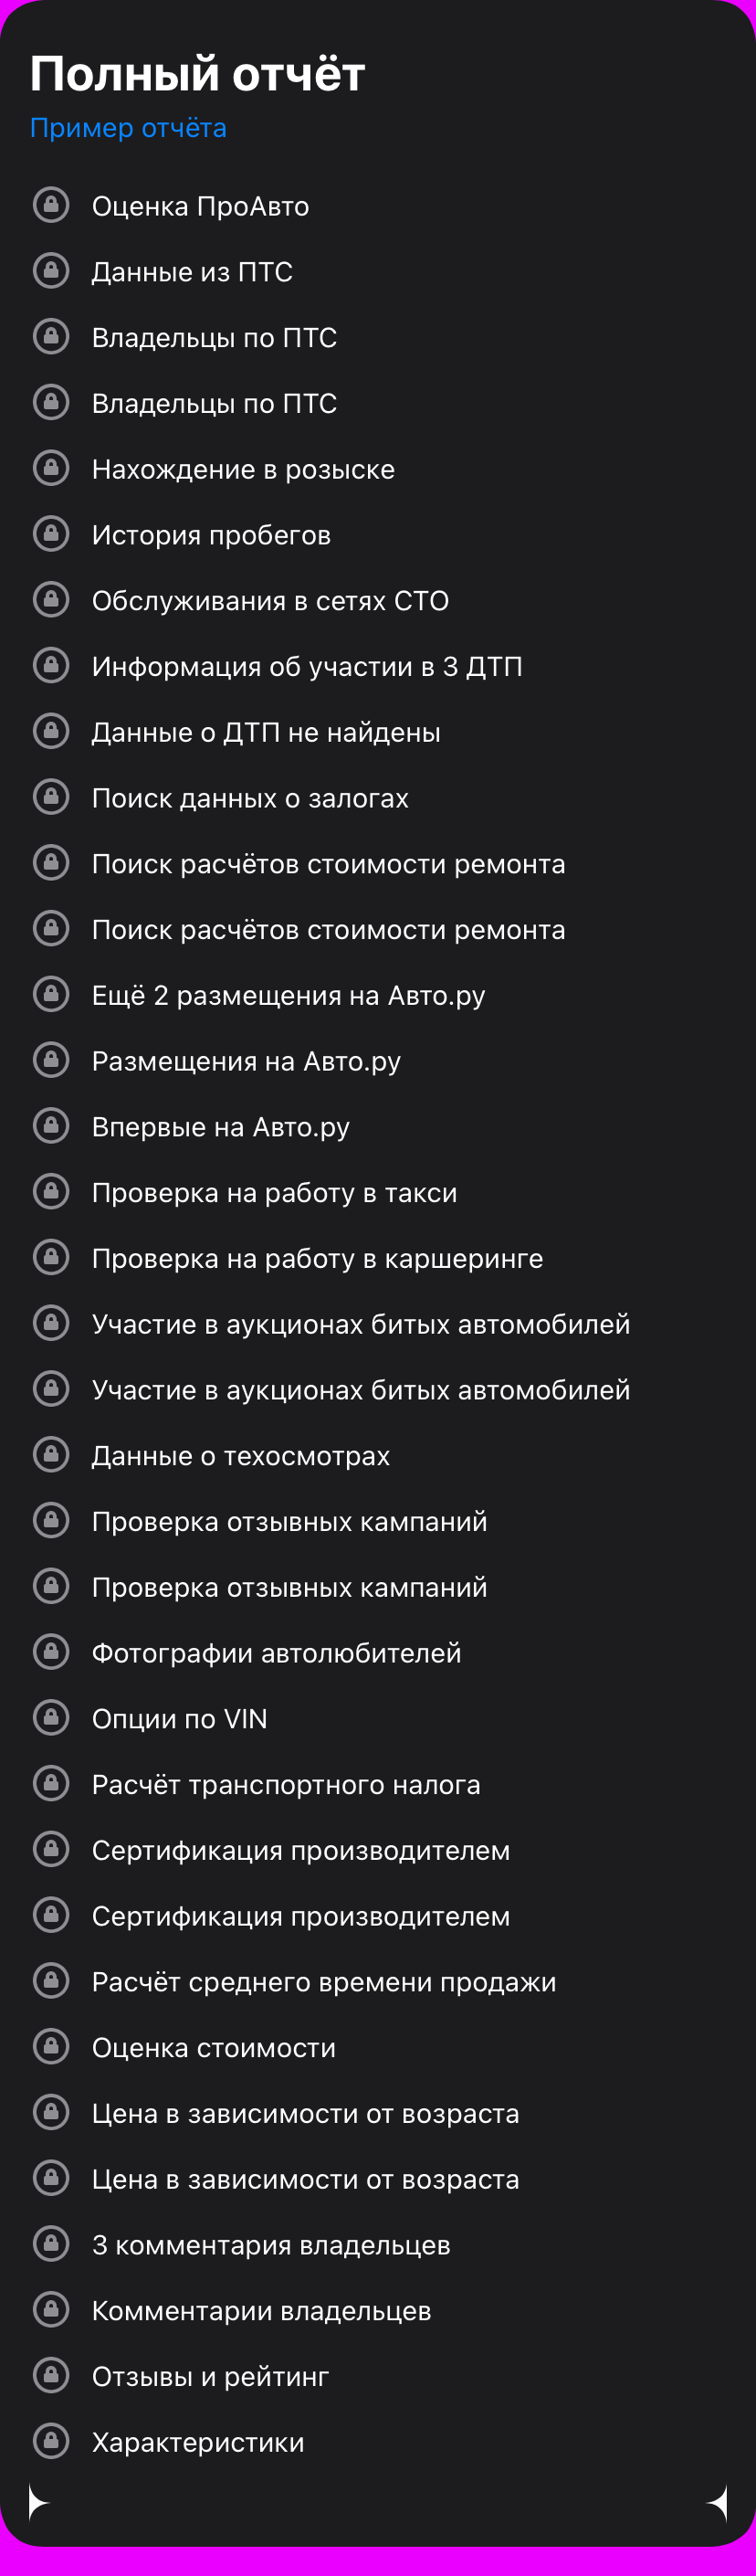 Полный отчёт
Пример отчёта
Оценка ПроАвто
Данные из ПТС
Владельцы по ПТС
Владельцы по ПТС
Нахождение в розыске
История пробегов
Обслуживания в сетях СТО
Информация об участии в 3 ДТП
Данные о ДТП не найдены
Поиск данных о залогах
Поиск расчётов стоимости ремонта
Поиск расчётов стоимости ремонта
Ещё 2 размещения на Авто.ру
Размещения на Авто.ру
Впервые на Авто.ру
Проверка на работу в такси
Проверка на работу в каршеринге
Участие в аукционах битых автомобилей
Участие в аукционах битых автомобилей
Данные о техосмотрах
Проверка отзывных кампаний
Проверка отзывных кампаний
Фотографии автолюбителей
Опции по VIN
Расчёт транспортного налога
Сертификация производителем
Сертификация производителем
Расчёт среднего времени продажи
Оценка стоимости
Цена в зависимости от возраста
Цена в зависимости от возраста
3 комментария владельцев
Комментарии владельцев
Отзывы и рейтинг
Характеристики